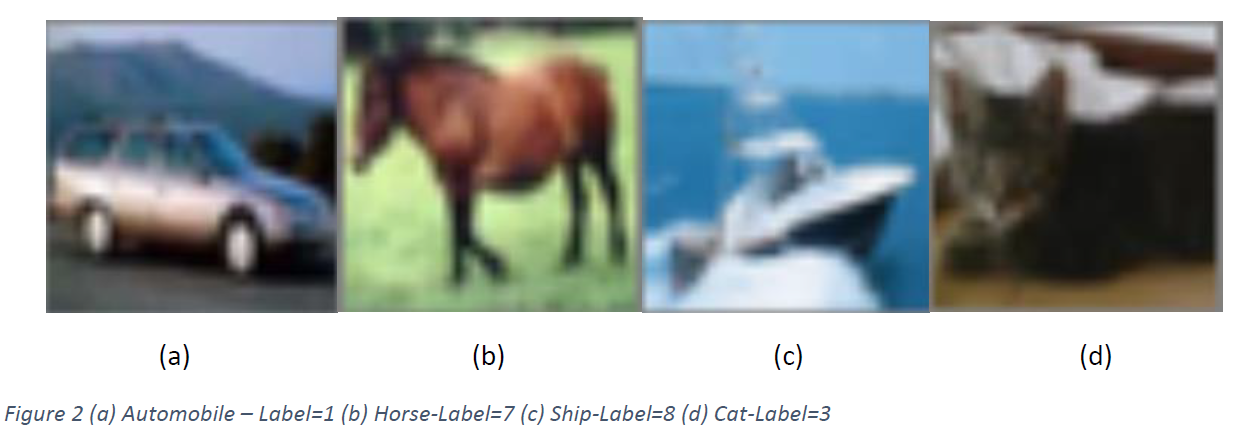 (a) (b) (c) (d)
Figure 2 (a) Automobile – Label=1 (b) Horse-Label=7 (c) Ship-Label=8 (d) Cat-Label=3